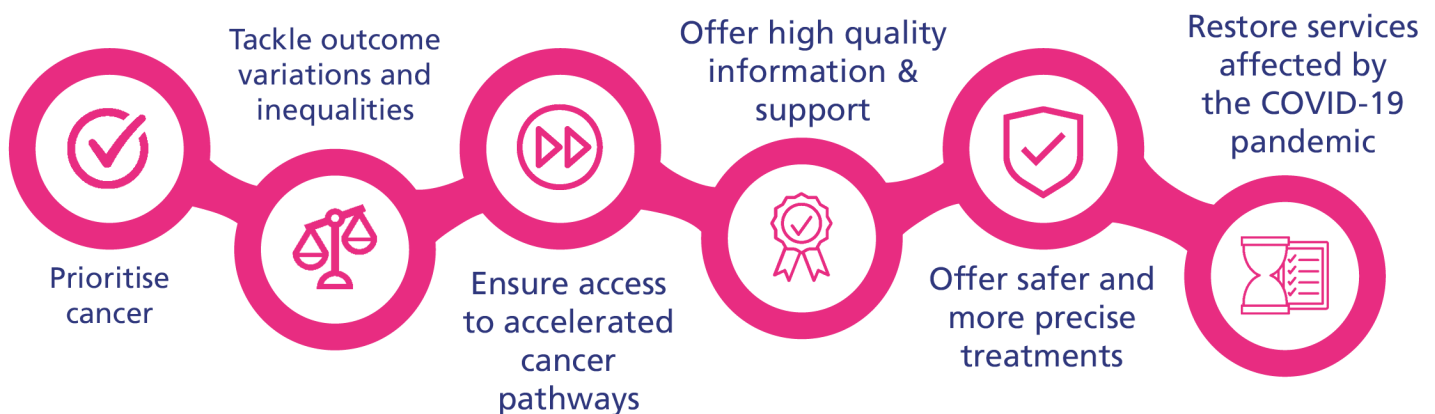 Prioritise
cancer
Tackle outcome
variations and
inequalities
Ensure access
to accelerated
cancer
pathways
Offer high quality
information &
support
Offer safer and
more precise
treatments
Restore services
affected by
the COVID-19
pandemic